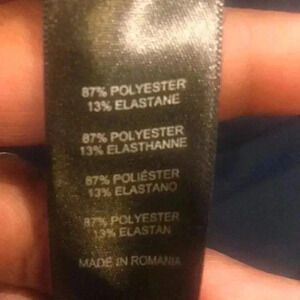 87% POLYESTER
13% ELASTANE
87% POLYESTER
13% ELASTHANNE
87% POLIÉSTER
13% ELASTANO
87% POLYESTER
13% ELASTAN
MADE IN ROMANIA